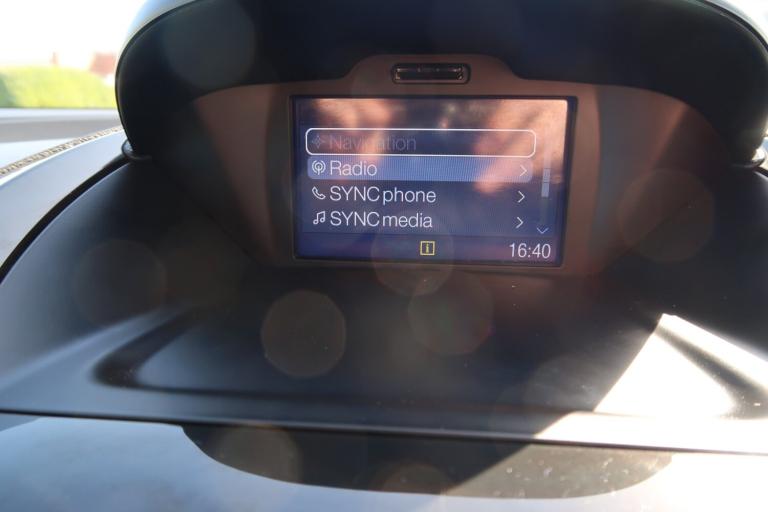 Navigation
Radio
SYNC phone
SYNC media
i
16:40